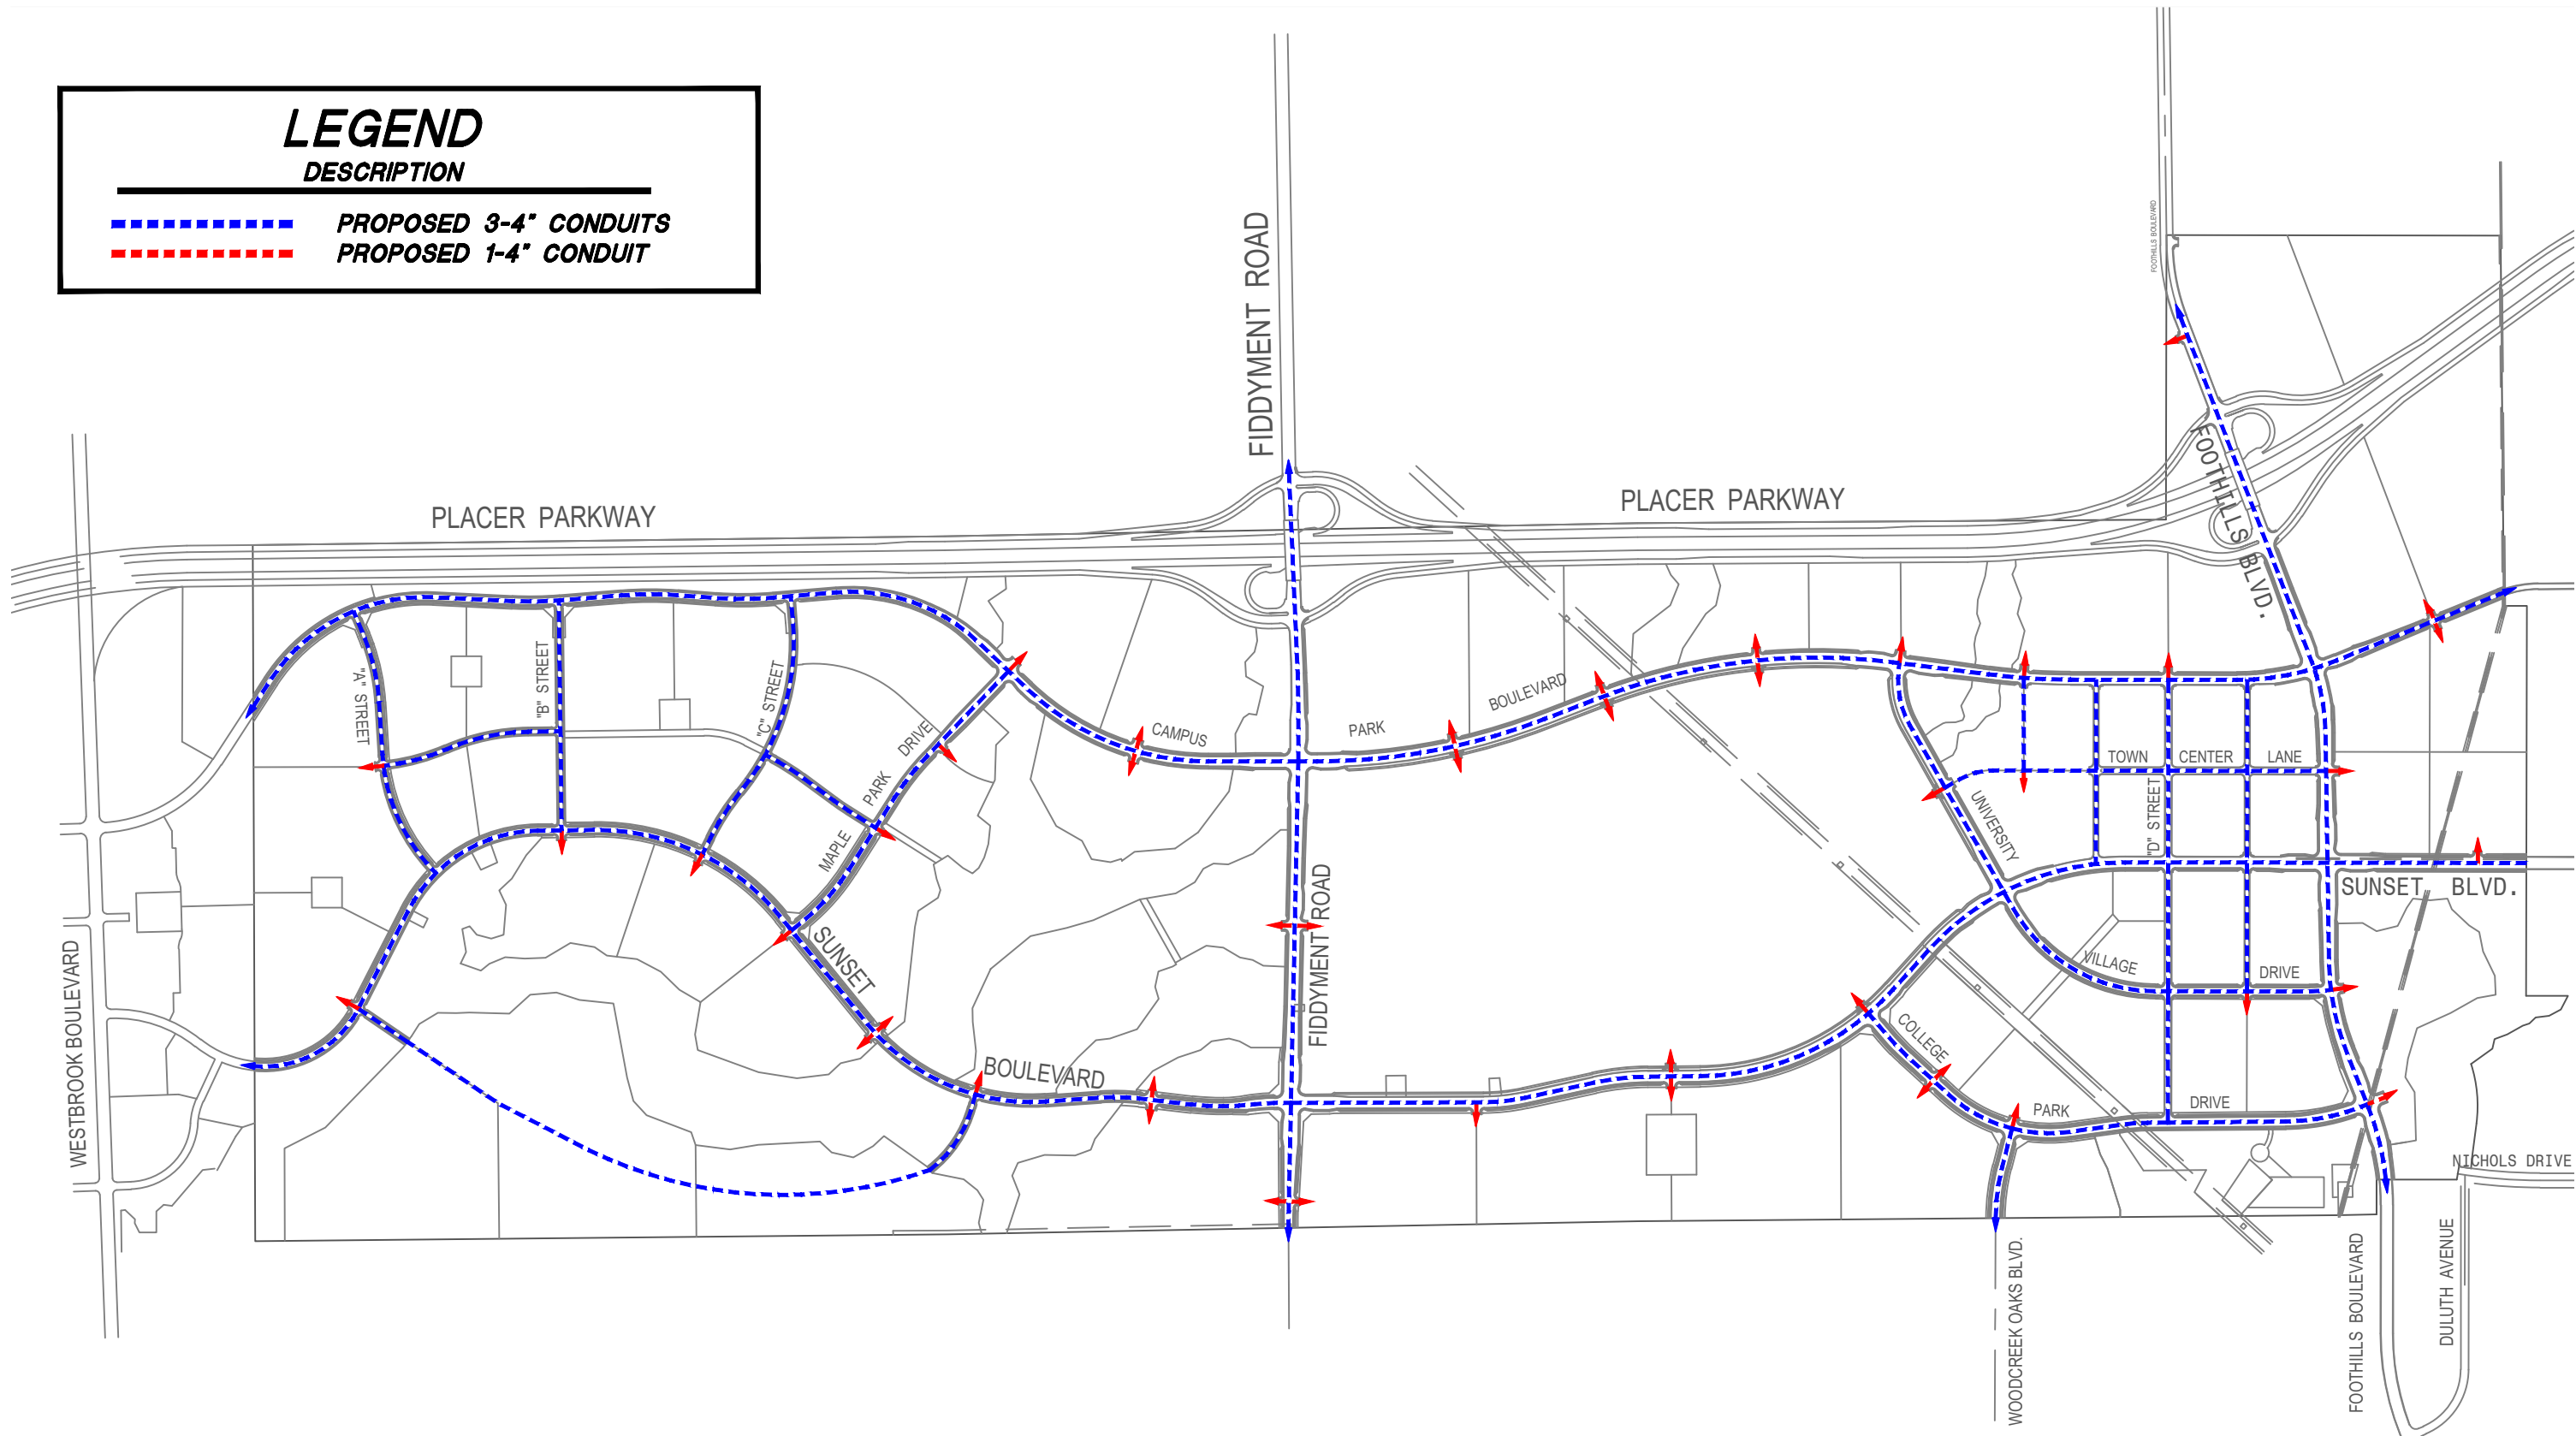 LEGEND
DESCRIPTION
PROPOSED 3-4" CONDUITS
PROPOSED 1-4" CONDUIT
FIDDYMENT ROAD
FOOTHILLS BOULEVARD
PLACER PARKWAY
PLACER PARKWAY
FOOTHILLS BLVD.
"A" STREET
"B" STREET
"C" STREET
MAPLE PARK DRIVE
CAMPUS PARK BOULEVARD
TOWN CENTER LANE
"D" STREET
UNIVERSITY
VILLAGE DRIVE
SUNSET BLVD.
SUNSET BOULEVARD
FIDDYMENT ROAD
COLLEGE PARK DRIVE
WESTBROOK BOULEVARD
NICHOLS DRIVE
WOODCREEK OAKS BLVD.
FOOTHILLS BOULEVARD
DULUTH AVENUE